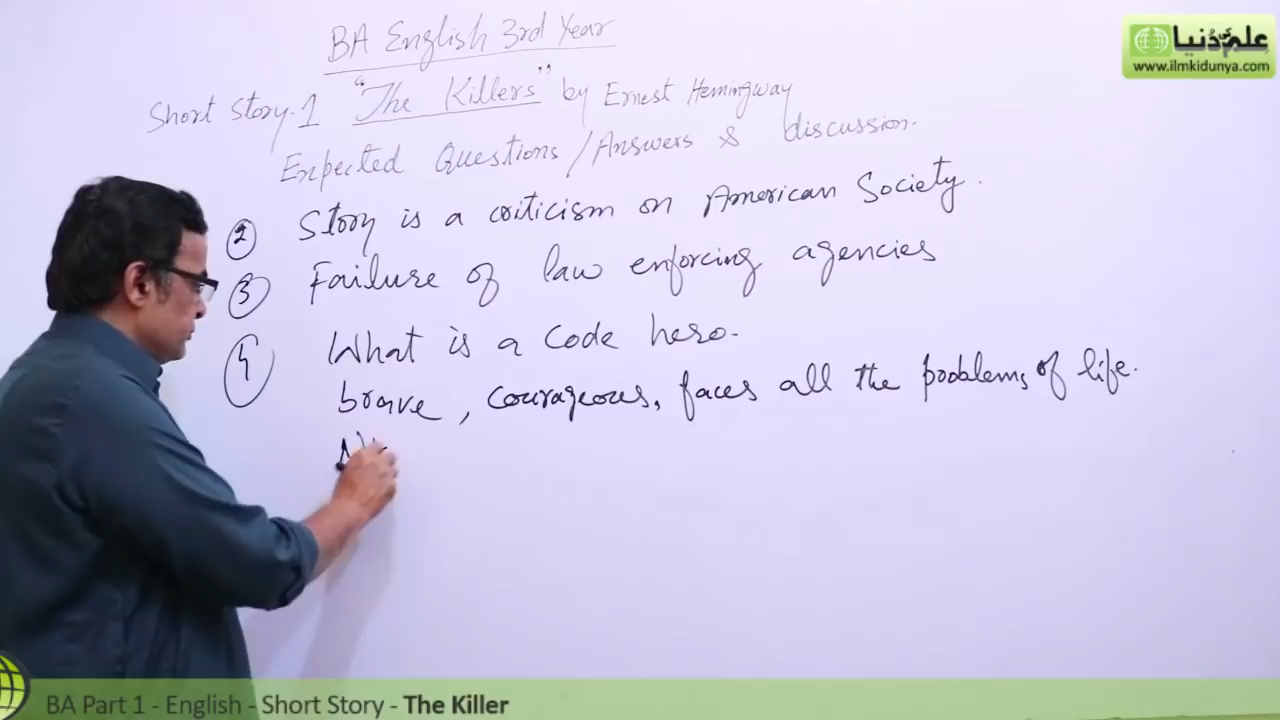 BA English 3rd Year
Short Story.1 "The Killers" by Ernest Hemingway
Expected Questions/Answers & discussion.
② Story is a criticism on American Society.
③ Failure of law enforcing agencies
④ What is a Code hero.
brave, Courageous, faces all the problems of life.
علم کی دنیا
www.ilmkidunya.com
BA Part 1 - English - Short Story - The Killer